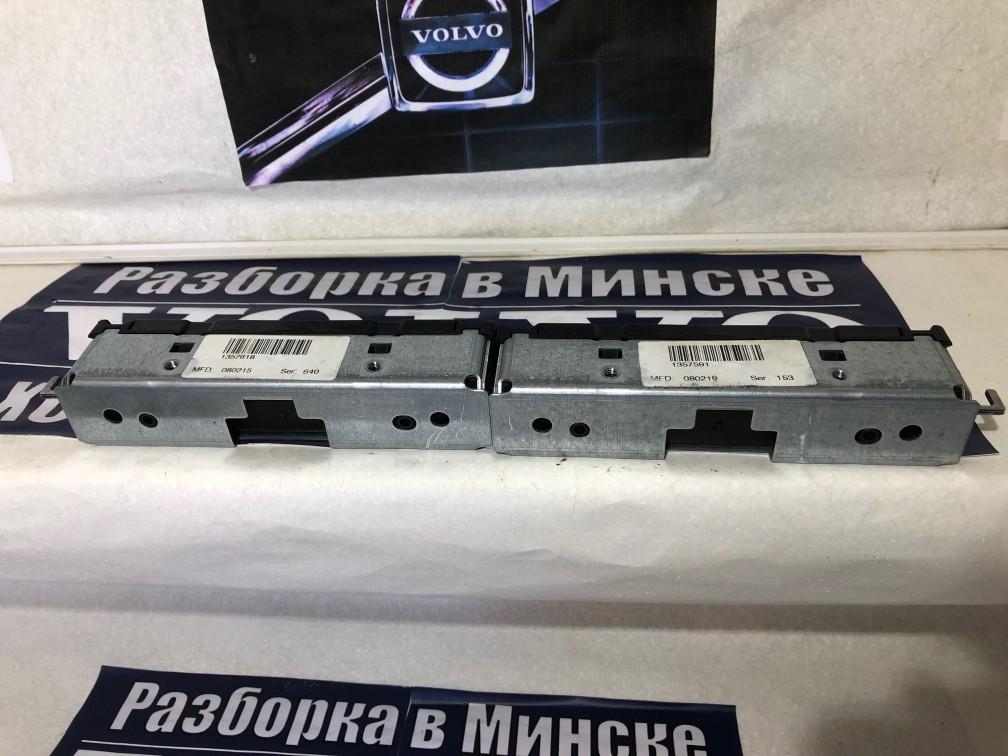 VOLVO
Разборка в Минске
1357618
MFD: 080215 Ser: 640
1357591
MFD: 080219 Ser 153
Разборка в Минске